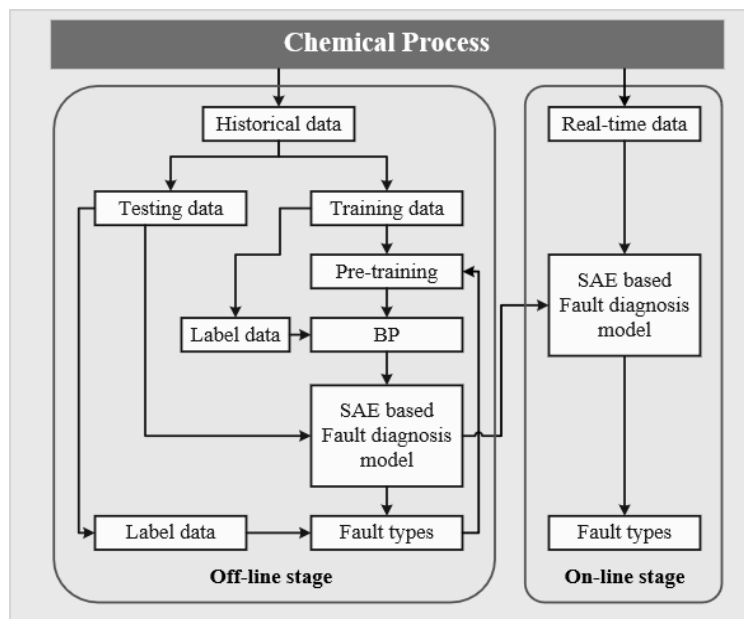 Chemical Process
Historical data
Real-time data
Testing data
Training data
Pre-training
Label data
BP
SAE based
Fault diagnosis
model
SAE based
Fault diagnosis
model
Label data
Fault types
Fault types
Off-line stage
On-line stage